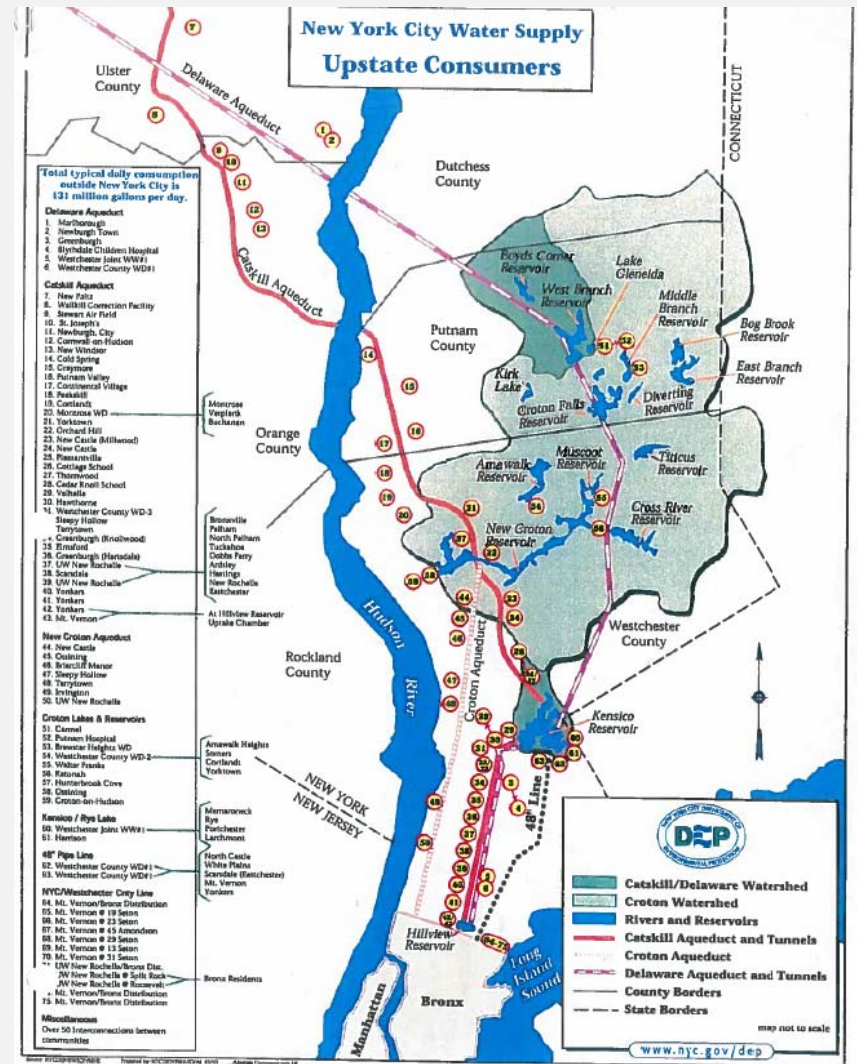 New York City Water Supply
Upstate Consumers
Ulster
County
Delaware Aqueduct
CONNECTICUT
Dutchess
County
Total typical daily consumption
outside New York City is
131 million gallons per day.
Delaware Aqueduct
1. Marlborough
2. Newburgh Town
3. Greenburgh
4. Blythdale Children Hospital
5. Westchester Joint WW#1
6. Westchester County WD#1
Catskill Aqueduct
7. New Paltz
8. Wallkill Correction Facility
9. Stewart Air Field
10. St. Joseph's
11. Newburgh, City
12. Cornwall-on-Hudson
13. New Windsor
14. Cold Spring
15. Graymore
16. Putnam Valley
17. Continental Village
18. Peekskill
19. Cortlandt
20. Montrose WD
21. Yorktown
22. Orchard Hill
23. New Castle (Millwood)
24. New Castle
25. Pleasantville
26. Cottage School
27. Thornwood
28. Cedar Knoll School
29. Valhalla
30. Hawthorne
31. Westchester County WD-3
Sleepy Hollow
Tarrytown
Greenburgh (Knollwood)
35. Elmsford
36. Greenburgh (Hartsdale)
37. UW New Rochelle
38. Scarsdale
39. UW New Rochelle
40. Yonkers
41. Yonkers
42. Yonkers
43. Mt. Vernon
Montrose
Verplank
Buchanan
Bronxville
Pelham
North Pelham
Tuckahoe
Dobbs Ferry
Ardsley
Hastings
New Rochelle
Eastchester
At Hillview Reservoir
Uptake Chamber
New Croton Aqueduct
44. New Castle
45. Ossining
46. Briarcliff Manor
47. Sleepy Hollow
48. Tarrytown
49. Irvington
50. UW New Rochelle
Croton Lakes & Reservoirs
51. Carmel
52. Putnam Hospital
53. Brewster Heights WD
54. Westchester County WD-2
55. Walter Franks
56. Katonah
57. Hunterbrook Cove
58. Ossining
59. Croton-on-Hudson
Amawalk Heights
Somers
Cortlandt
Yorktown
Kensico / Rye Lake
60. Westchester Joint WW#1
61. Harrison
Mamaroneck
Rye
Portchester
Larchmont
48" Pipe Line
62. Westchester County WD#1
63. Westchester County WD#1
North Castle
White Plains
Scarsdale (Eastchester)
Mt. Vernon
Yonkers
NYC/Westchester Cnty Line
64. Mt. Vernon/Bronx Distribution
65. Mt. Vernon @ 19 Seton
66. Mt. Vernon @ 23 Seton
67. Mt. Vernon @ 45 Amundson
68. Mt. Vernon @ 29 Seton
69. Mt. Vernon @ 13 Seton
70. Mt. Vernon @ 31 Seton
UW New Rochelle/Bronx Dist.
UW New Rochelle @ Split Rock
UW New Rochelle @ Roosevelt
Mt. Vernon/Bronx Distribution
75. Mt. Vernon/Bronx Distribution
Bronx Residents
Miscellaneous
Over 50 Interconnections between
communities
Catskill Aqueduct
Boyds Corner
Reservoir
Lake
Gleneida
West Branch
Reservoir
Middle
Branch
Reservoir
Bog Brook
Reservoir
East Branch
Reservoir
Putnam
County
Kirk
Lake
Croton Falls
Reservoir
Diverting
Reservoir
Orange
County
Amawalk
Reservoir
Muscoot
Reservoir
Titicus
Reservoir
Cross River
Reservoir
New Croton
Reservoir
Hudson
River
Rockland
County
Croton Aqueduct
Westchester
County
Kensico
Reservoir
NEW YORK
NEW JERSEY
48" Line
Hillview
Reservoir
64-75
Long
Island
Sound
Manhattan
Bronx
NEW YORK CITY DEPARTMENT OF
DEP
ENVIRONMENTAL PROTECTION
Catskill/Delaware Watershed
Croton Watershed
Rivers and Reservoirs
Catskill Aqueduct and Tunnels
Croton Aqueduct
Delaware Aqueduct and Tunnels
County Borders
State Borders
map not to scale
www.nyc.gov/dep